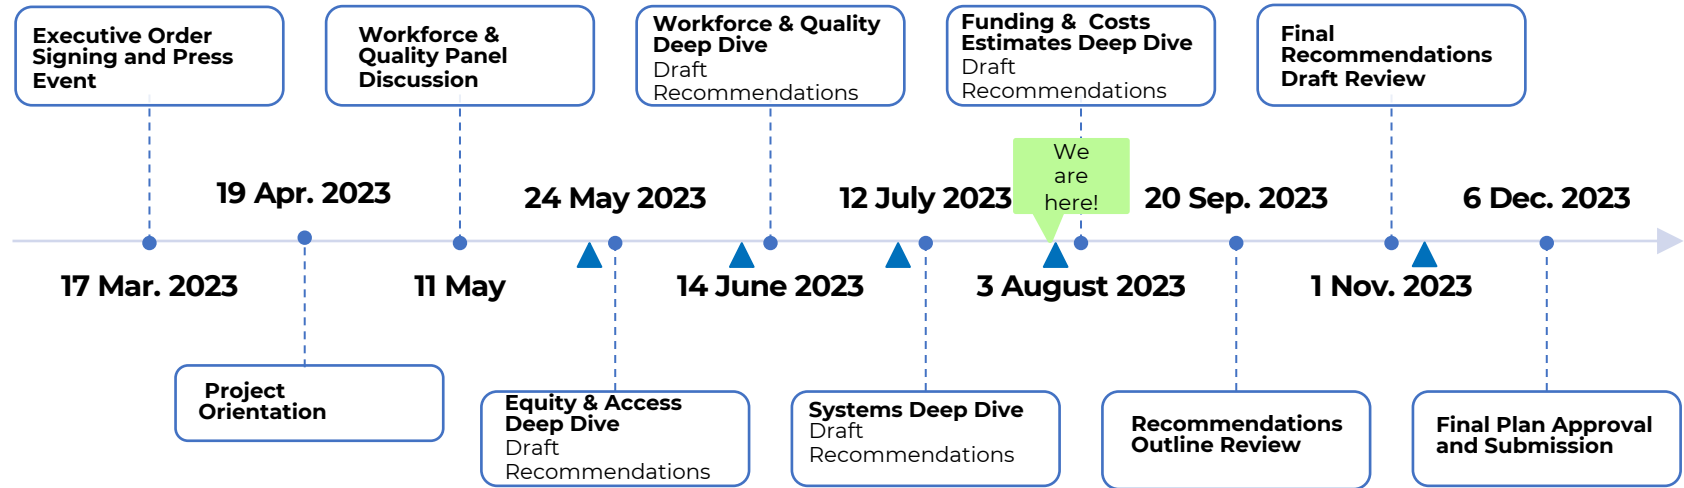 Executive Order
Signing and Press
Event
Workforce &
Quality Panel
Discussion
Workforce & Quality
Deep Dive
Draft
Recommendations
Funding & Costs
Estimates Deep Dive
Draft
Recommendations
Final
Recommendations
Draft Review
We
are
here!
19 Apr. 2023
24 May 2023
12 July 2023
20 Sep. 2023
6 Dec. 2023
17 Mar. 2023
11 May
14 June 2023
3 August 2023
1 Nov. 2023
Project
Orientation
Equity & Access
Deep Dive
Draft
Recommendations
Systems Deep Dive
Draft
Recommendations
Recommendations
Outline Review
Final Plan Approval
and Submission